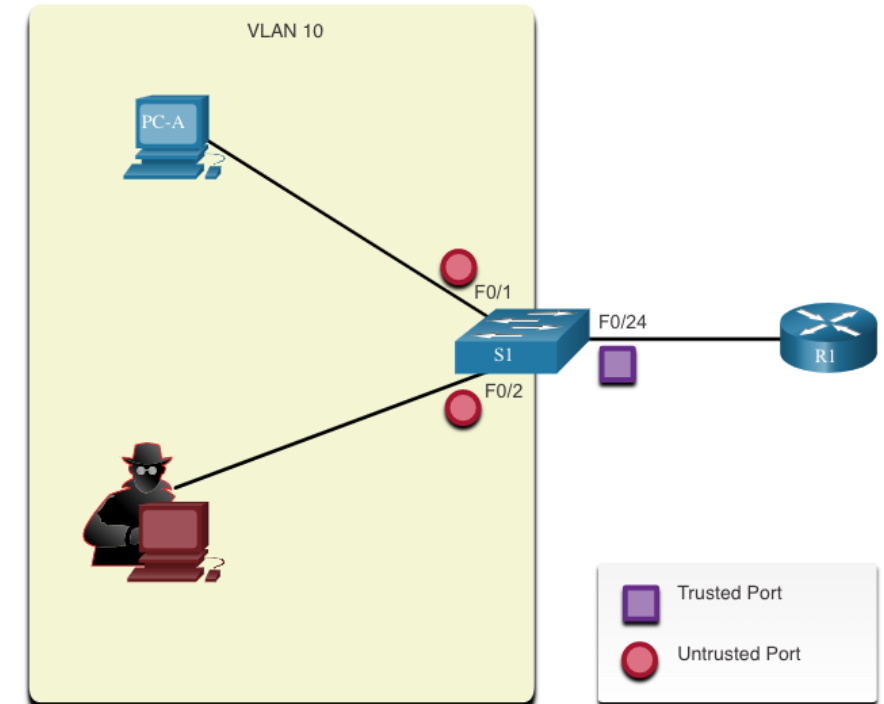 VLAN 10
PC-A
F0/1
F0/24
S1
R1
F0/2
Trusted Port
Untrusted Port